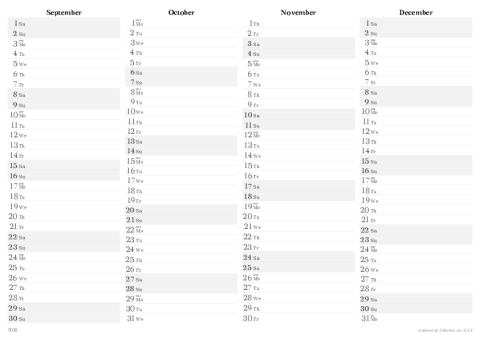 September
1 Sa
2 Su
3 Mo
4 Tu
5 We
6 Th
7 Fr
8 Sa
9 Su
10 Mo
11 Tu
12 We
13 Th
14 Fr
15 Sa
16 Su
17 Mo
18 Tu
19 We
20 Th
21 Fr
22 Sa
23 Su
24 Mo
25 Tu
26 We
27 Th
28 Fr
29 Sa
30 Su
October
1 Mo
2 Tu
3 We
4 Th
5 Fr
6 Sa
7 Su
8 Mo
9 Tu
10 We
11 Th
12 Fr
13 Sa
14 Su
15 Mo
16 Tu
17 We
18 Th
19 Fr
20 Sa
21 Su
22 Mo
23 Tu
24 We
25 Th
26 Fr
27 Sa
28 Su
29 Mo
30 Tu
31 We
November
1 Th
2 Fr
3 Sa
4 Su
5 Mo
6 Tu
7 We
8 Th
9 Fr
10 Sa
11 Su
12 Mo
13 Tu
14 We
15 Th
16 Fr
17 Sa
18 Su
19 Mo
20 Tu
21 We
22 Th
23 Fr
24 Sa
25 Su
26 Mo
27 Tu
28 We
29 Th
30 Fr
December
1 Sa
2 Su
3 Mo
4 Tu
5 We
6 Th
7 Fr
8 Sa
9 Su
10 Mo
11 Tu
12 We
13 Th
14 Fr
15 Sa
16 Su
17 Mo
18 Tu
19 We
20 Th
21 Fr
22 Sa
23 Su
24 Mo
25 Tu
26 We
27 Th
28 Fr
29 Sa
30 Su
31 Mo